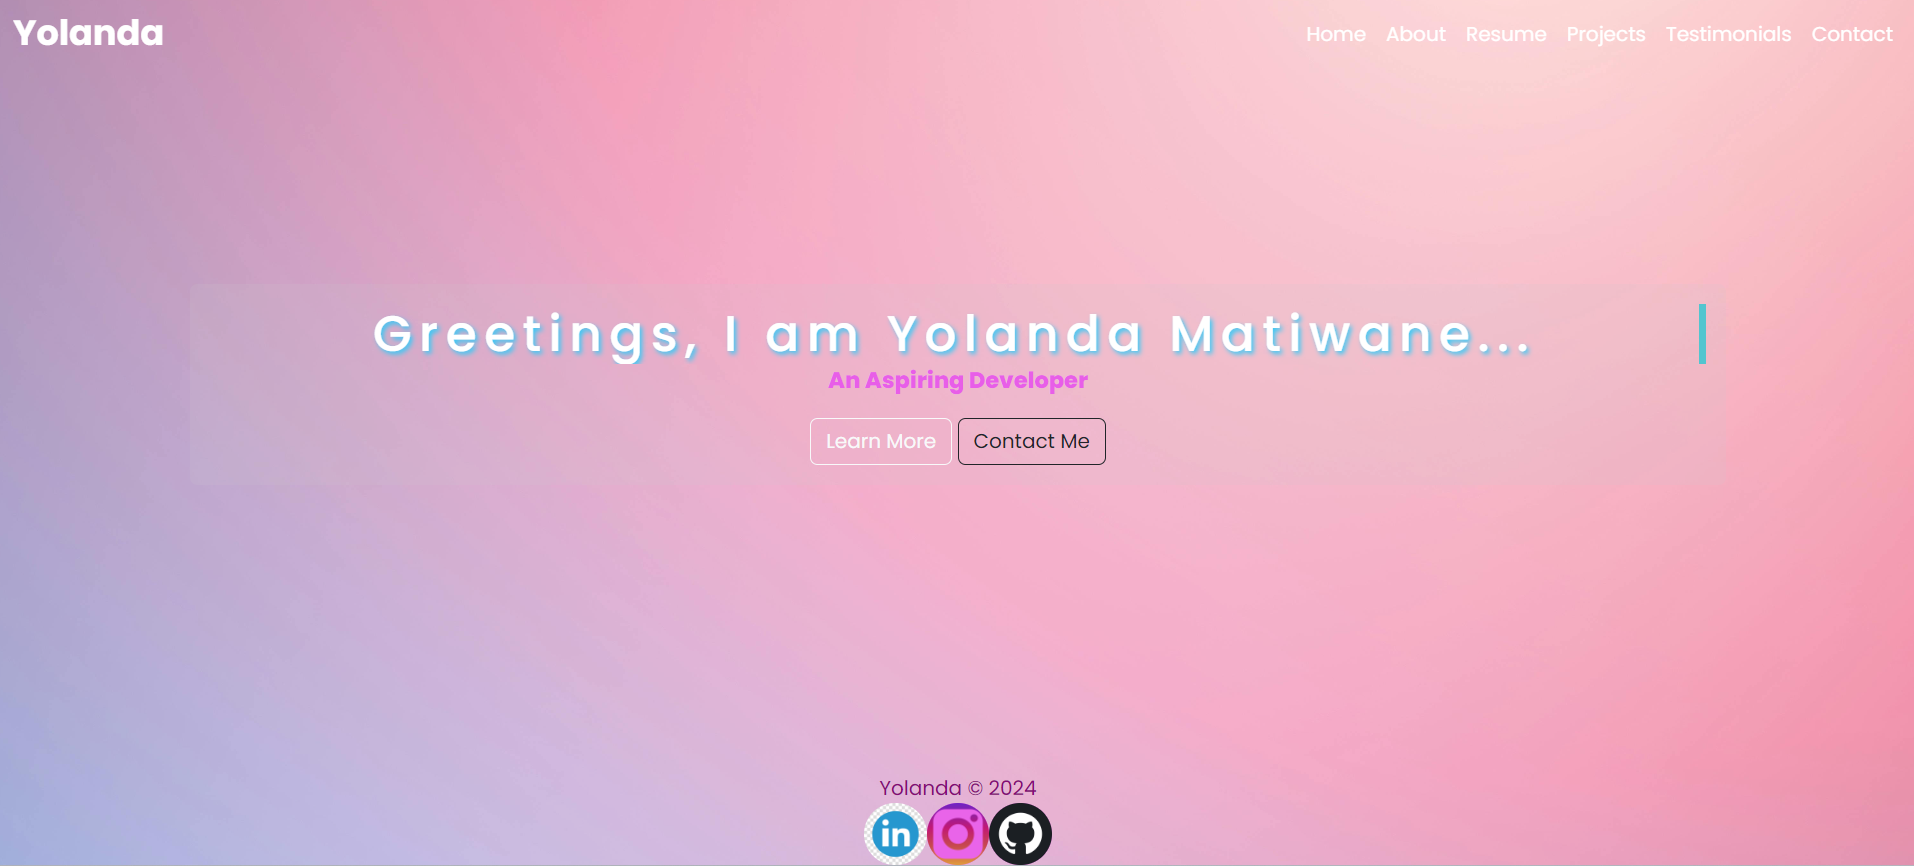 Yolanda
Home About Resume Projects Testimonials Contact
Greetings, I am Yolanda Matiwane...
An Aspiring Developer
Learn More
Contact Me
Yolanda © 2024
in